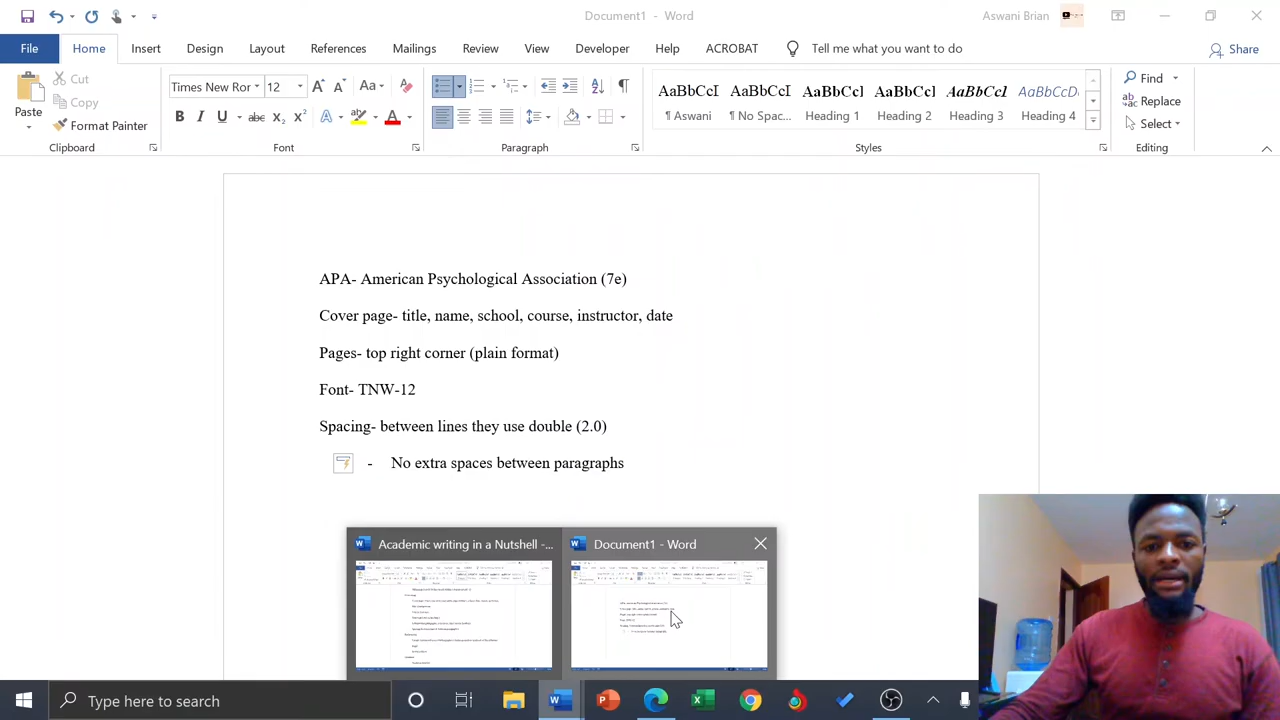 Document1 - Word
Aswani Brian
File Home Insert Design Layout References Mailings Review View Developer Help ACROBAT Tell me what you want to do Share
Paste
Cut
Copy
Format Painter
Clipboard
Times New Ror 12
Aa
B I U abc X2 X2
Font
Paragraph
AaBbCcI AaBbCcI AaBbCcl AaBbCcl AaBbCc1 AaBbCcD.
¶ Aswani ¶ No Spac... Heading 1 Heading 2 Heading 3 Heading 4
Styles
Find
Replace
Select
Editing
APA- American Psychological Association (7e)
Cover page- title, name, school, course, instructor, date
Pages- top right corner (plain format)
Font- TNW-12
Spacing- between lines they use double (2.0)
- No extra spaces between paragraphs
Academic writing in a Nutshell -...
Document1 - Word
Type here to search